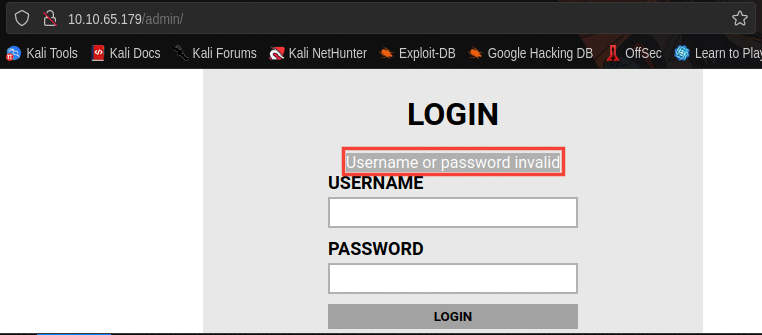 10.10.65.179/admin/
Kali Tools Kali Docs Kali Forums Kali NetHunter Exploit-DB Google Hacking DB OffSec Learn to Play
LOGIN
Username or password invalid
USERNAME
PASSWORD
LOGIN